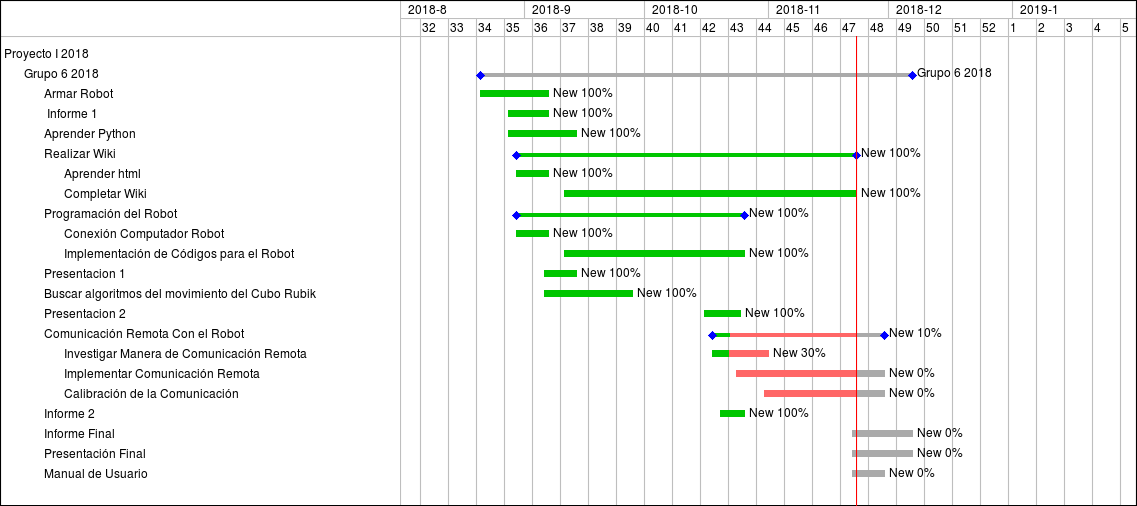 2018-8 2018-9 2018-10 2018-11 2018-12 2019-1
32 33 34 35 36 37 38 39 40 41 42 43 44 45 46 47 48 49 50 51 52 1 2 3 4 5
Proyecto I 2018
Grupo 6 2018 Grupo 6 2018
Armar Robot New 100%
Informe 1 New 100%
Aprender Python New 100%
Realizar Wiki New 100%
Aprender html New 100%
Completar Wiki New 100%
Programación del Robot New 100%
Conexión Computador Robot New 100%
Implementación de Códigos para el Robot New 100%
Presentacion 1 New 100%
Buscar algoritmos del movimiento del Cubo Rubik New 100%
Presentacion 2 New 100%
Comunicación Remota Con el Robot New 10%
Investigar Manera de Comunicación Remota New 30%
Implementar Comunicación Remota New 0%
Calibración de la Comunicación New 0%
Informe 2 New 100%
Informe Final New 0%
Presentación Final New 0%
Manual de Usuario New 0%